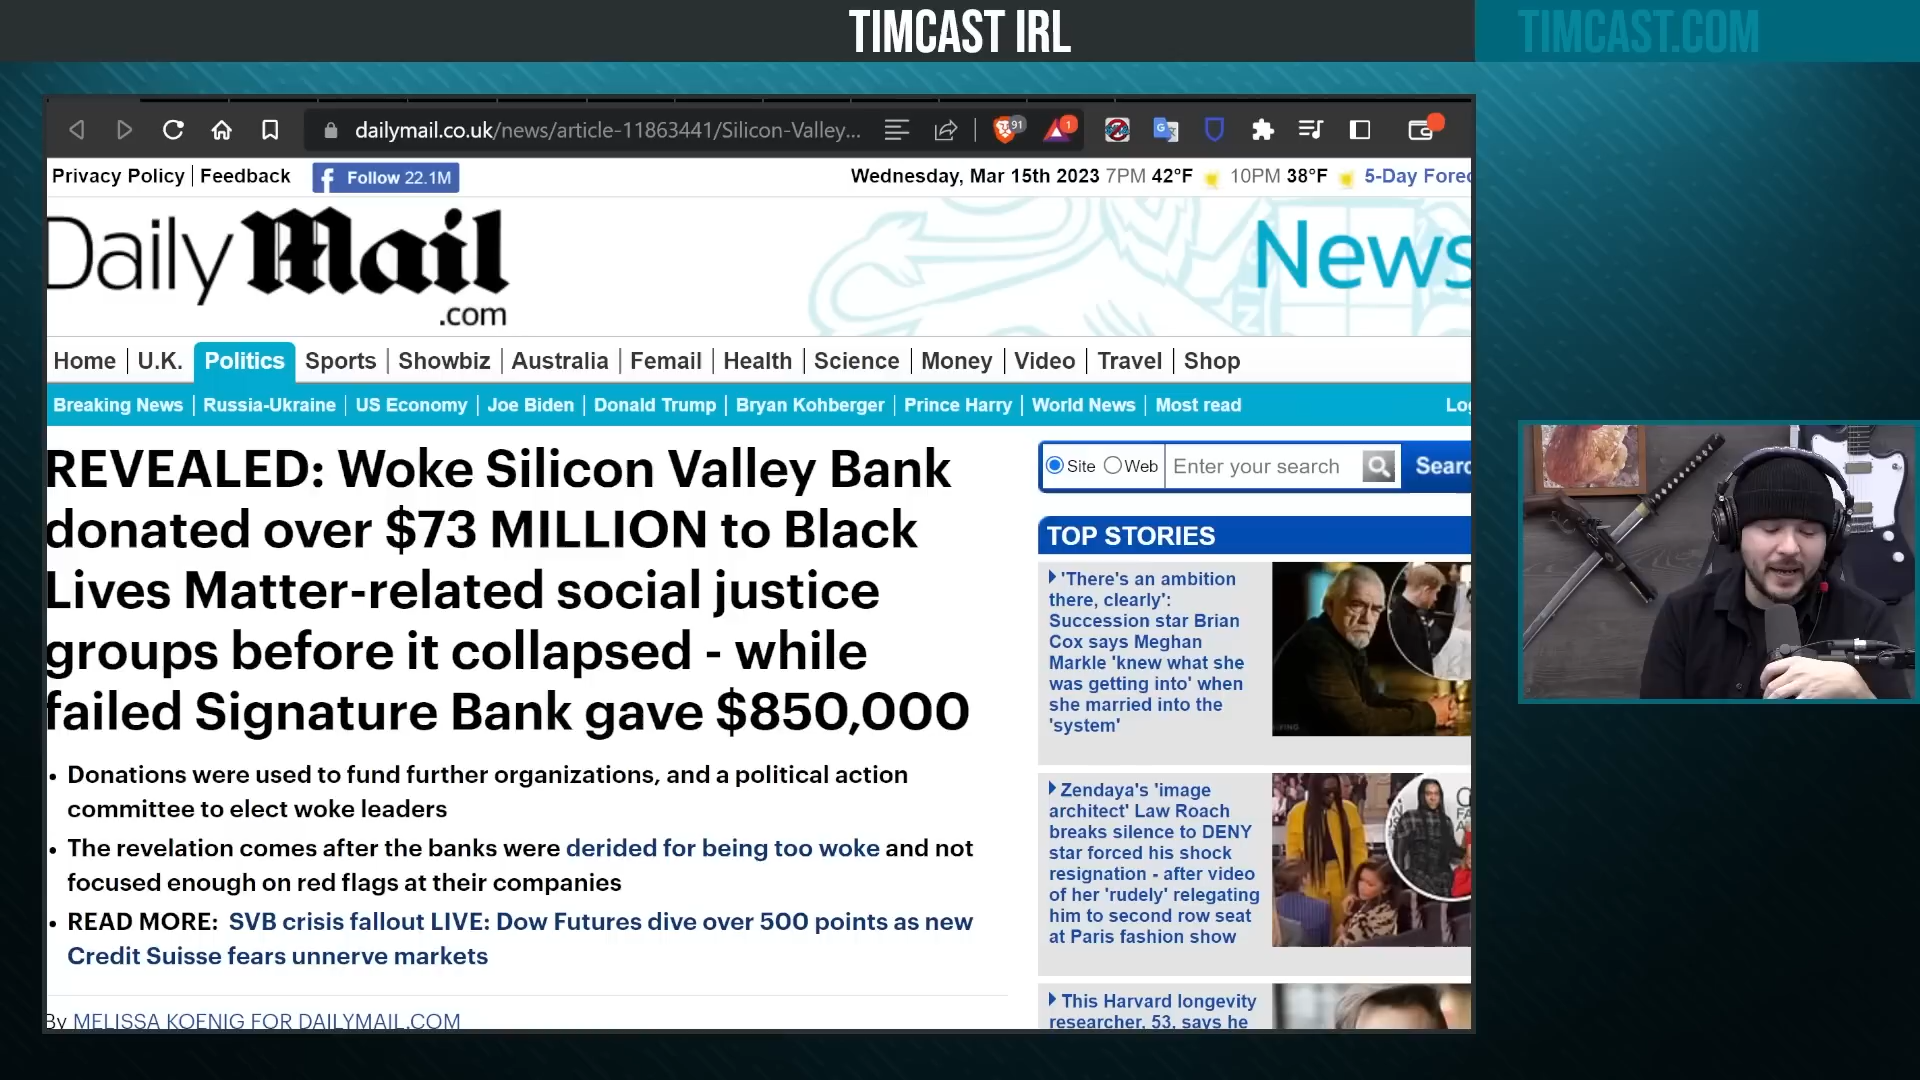 TIMCAST IRL
TIMCAST.COM
dailymail.co.uk/news/article-11863441/Silicon-Valley...
91
1
Privacy Policy | Feedback
Follow 22.1M
Wednesday, Mar 15th 2023 7PM 42°F 10PM 38°F 5-Day Forec
Daily Mail
.com
News
Home | U.K. Politics Sports | Showbiz | Australia | Femail | Health | Science | Money | Video | Travel | Shop
Breaking News | Russia-Ukraine | US Economy | Joe Biden | Donald Trump | Bryan Kohberger | Prince Harry | World News | Most read
Log
REVEALED: Woke Silicon Valley Bank
donated over $73 MILLION to Black
Lives Matter-related social justice
groups before it collapsed - while
failed Signature Bank gave $850,000
• Donations were used to fund further organizations, and a political action
committee to elect woke leaders
• The revelation comes after the banks were derided for being too woke and not
focused enough on red flags at their companies
• READ MORE: SVB crisis fallout LIVE: Dow Futures dive over 500 points as new
Credit Suisse fears unnerve markets
By MELISSA KOENIG FOR DAILYMAIL.COM
Site Web Enter your search Searc
TOP STORIES
'There's an ambition
there, clearly':
Succession star Brian
Cox says Meghan
Markle 'knew what she
was getting into' when
she married into the
'system'
Zendaya's 'image
architect' Law Roach
breaks silence to DENY
star forced his shock
resignation - after video
of her 'rudely' relegating
him to second row seat
at Paris fashion show
This Harvard longevity
researcher, 53, says he